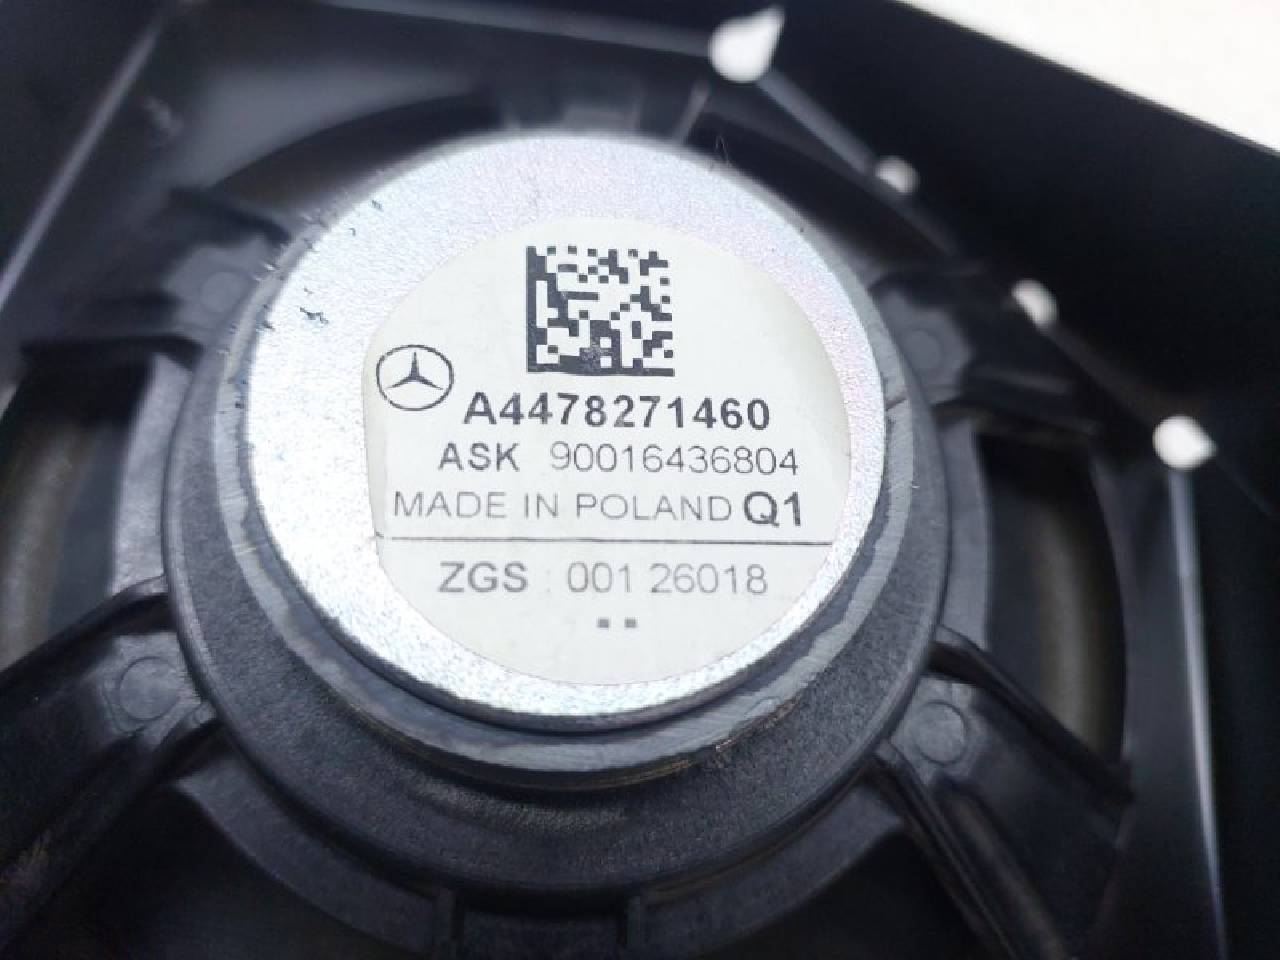 A4478271460
ASK 90016436804
MADE IN POLAND Q1
ZGS : 001 26018